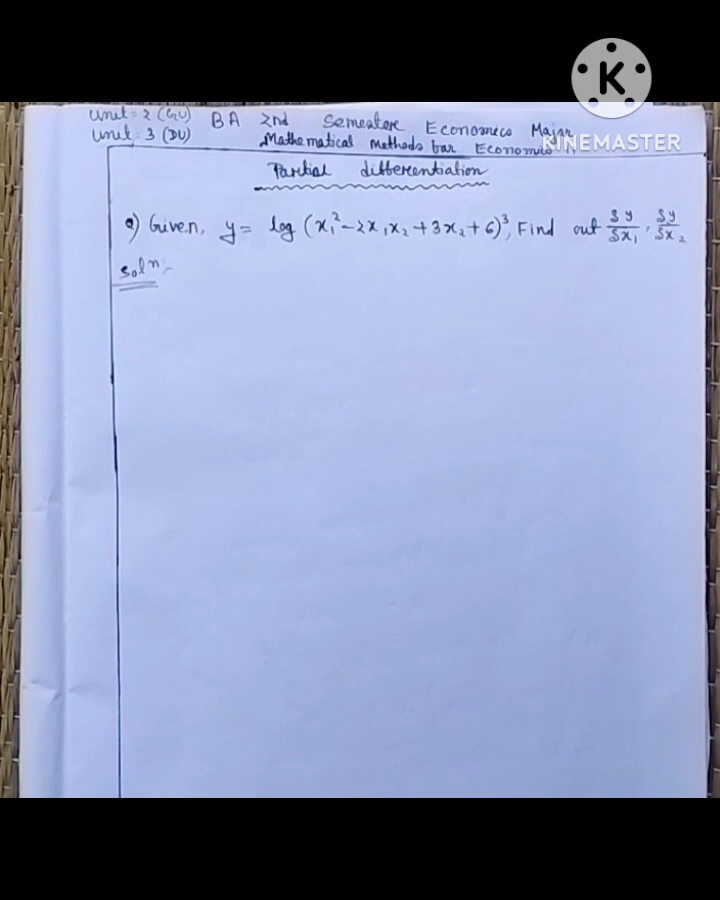 K
KINEMASTER
Unit = 2 (GU) BA 2nd Semester Economics Major
Unit = 3 (DU) Mathematical Methods for Economics
Partial differentiation
Q) Given, y = log (x₁² - 2x₁x₂ + 3x₂ + 6)³, Find out δy/δx₁, δy/δx₂
Solⁿ:-